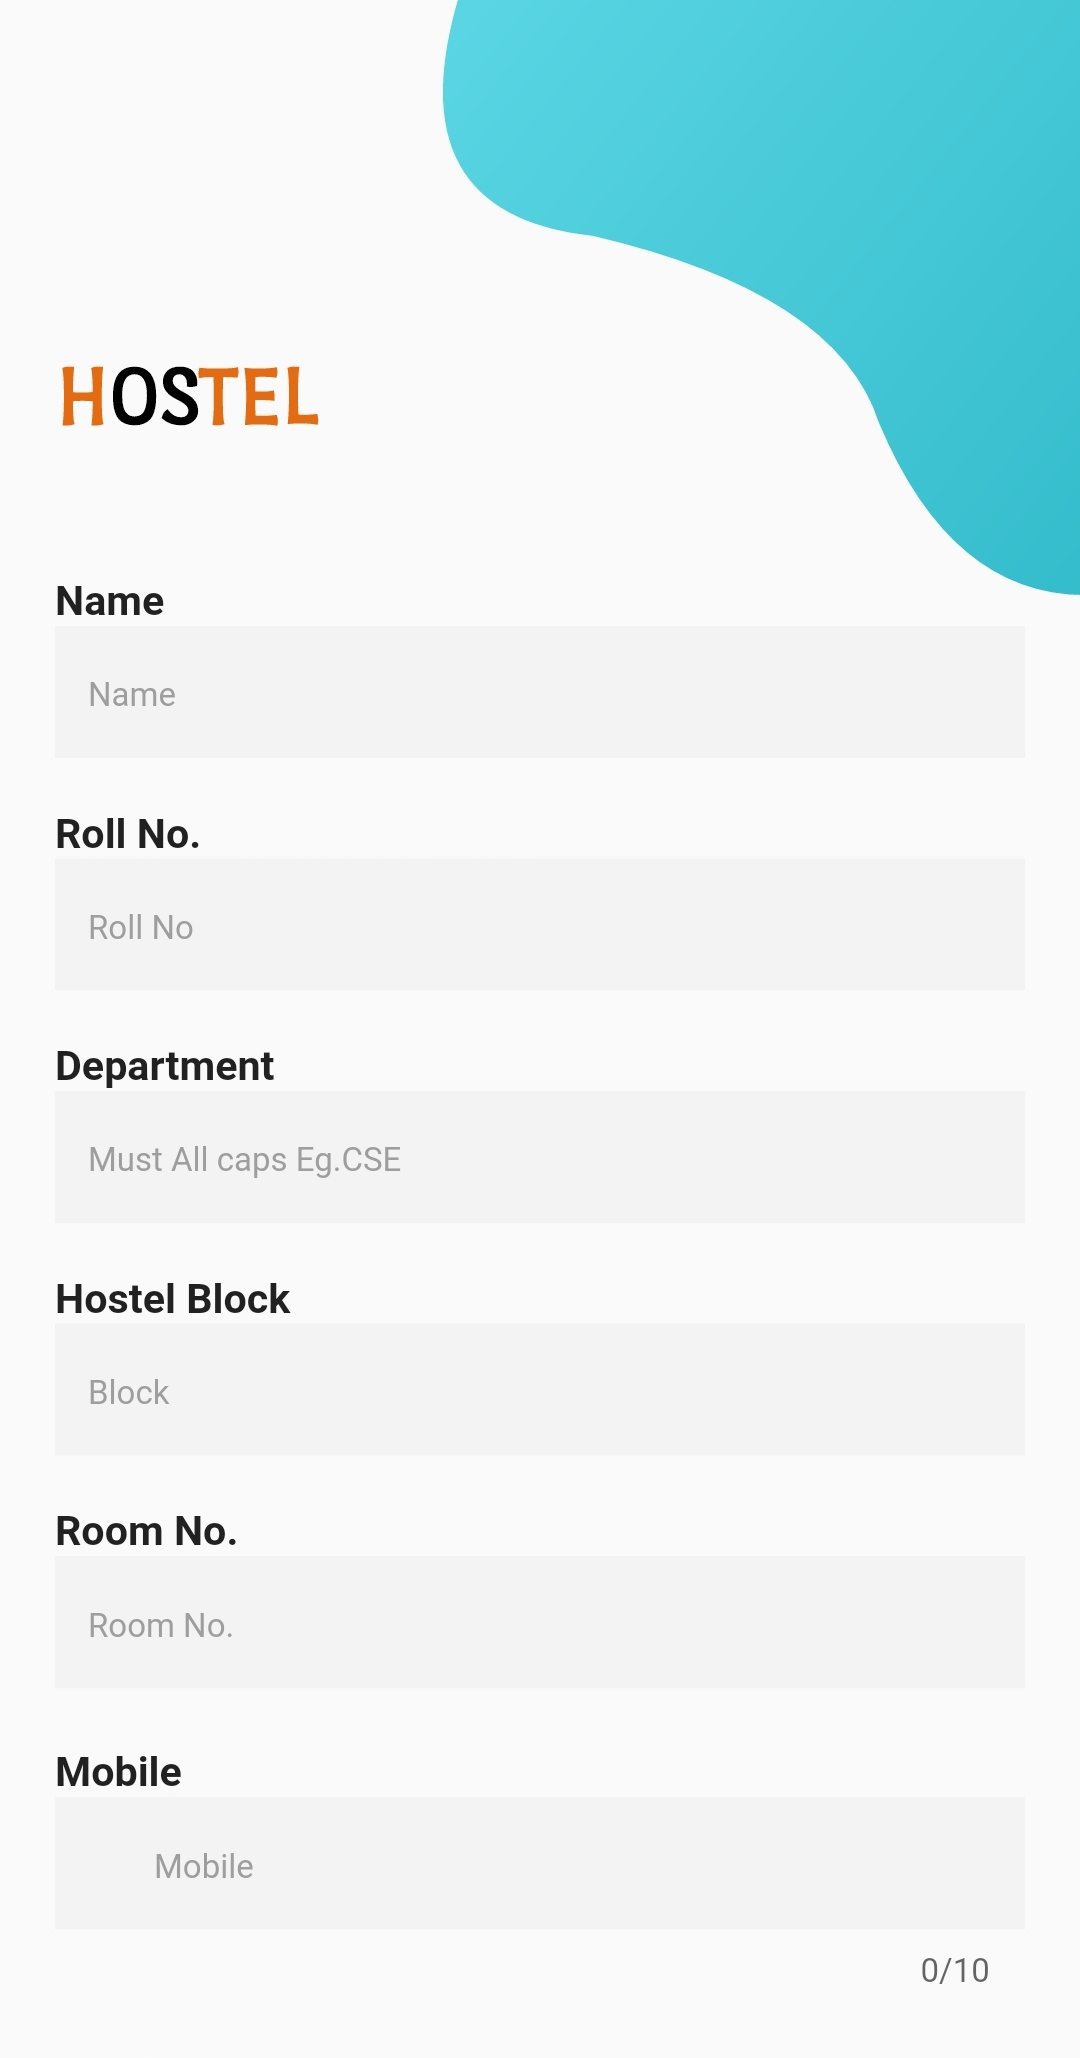 HOSTEL
Name
Name
Roll No.
Roll No
Department
Must All caps Eg.CSE
Hostel Block
Block
Room No.
Room No.
Mobile
Mobile
0/10